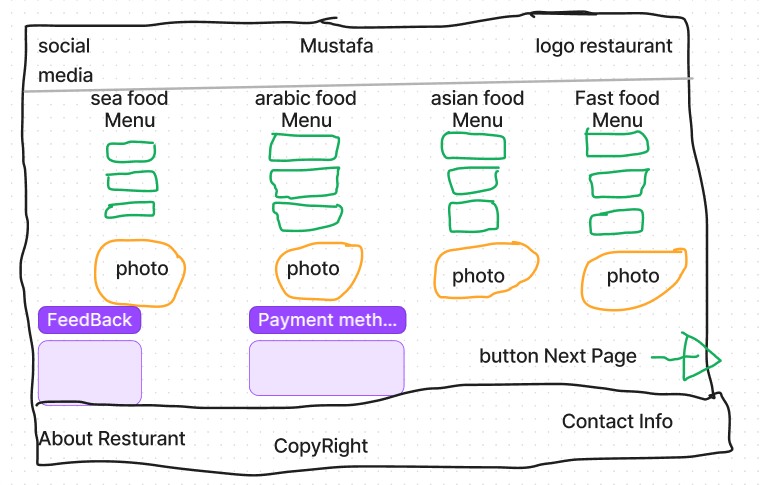 social
media
Mustafa
logo restaurant
sea food
Menu
arabic food
Menu
asian food
Menu
Fast food
Menu
photo
photo
photo
photo
FeedBack
Payment meth...
button Next Page
About Resturant
CopyRight
Contact Info